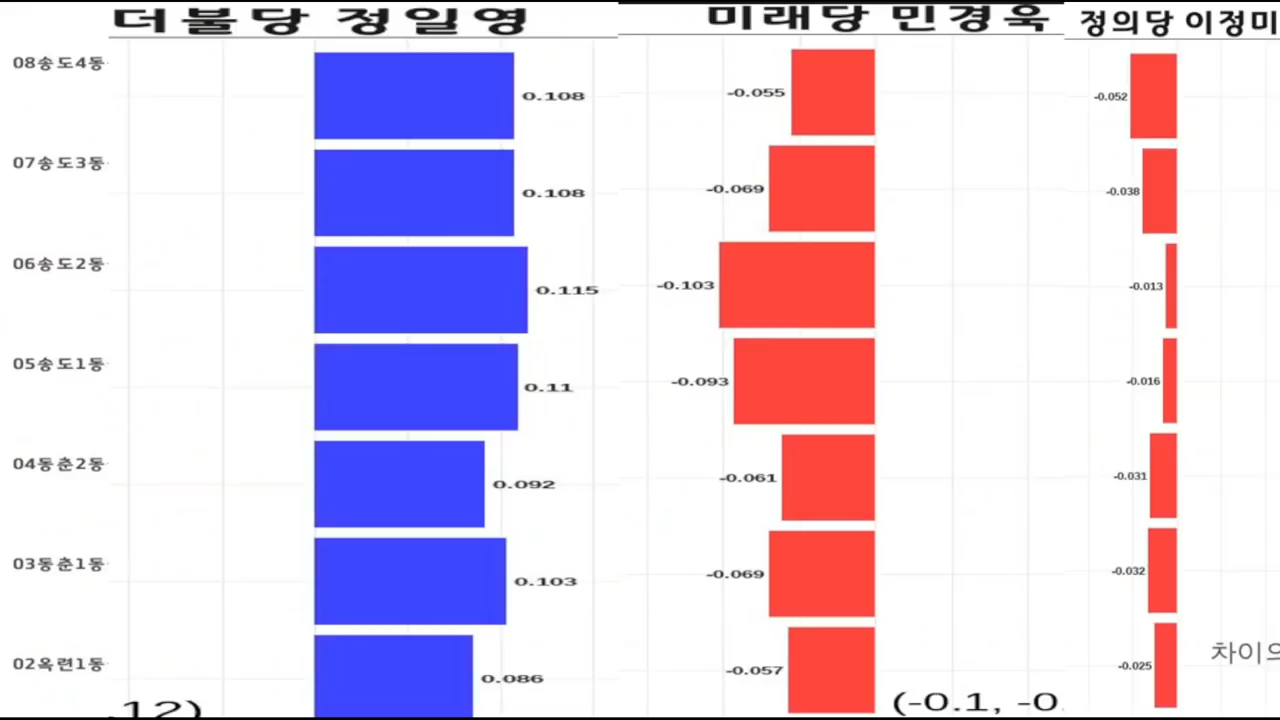 더불당 정일영 미래당 민경욱 정의당 이정미
08송도4동 0.108 -0.055 -0.052
07송도3동 0.108 -0.069 -0.038
06송도2동 0.115 -0.103 -0.013
05송도1동 0.11 -0.093 -0.016
04동춘2동 0.092 -0.061 -0.031
03동춘1동 0.103 -0.069 -0.032
02옥련1동 0.086 -0.057 -0.025
차이의
.12) (-0.1, -0.